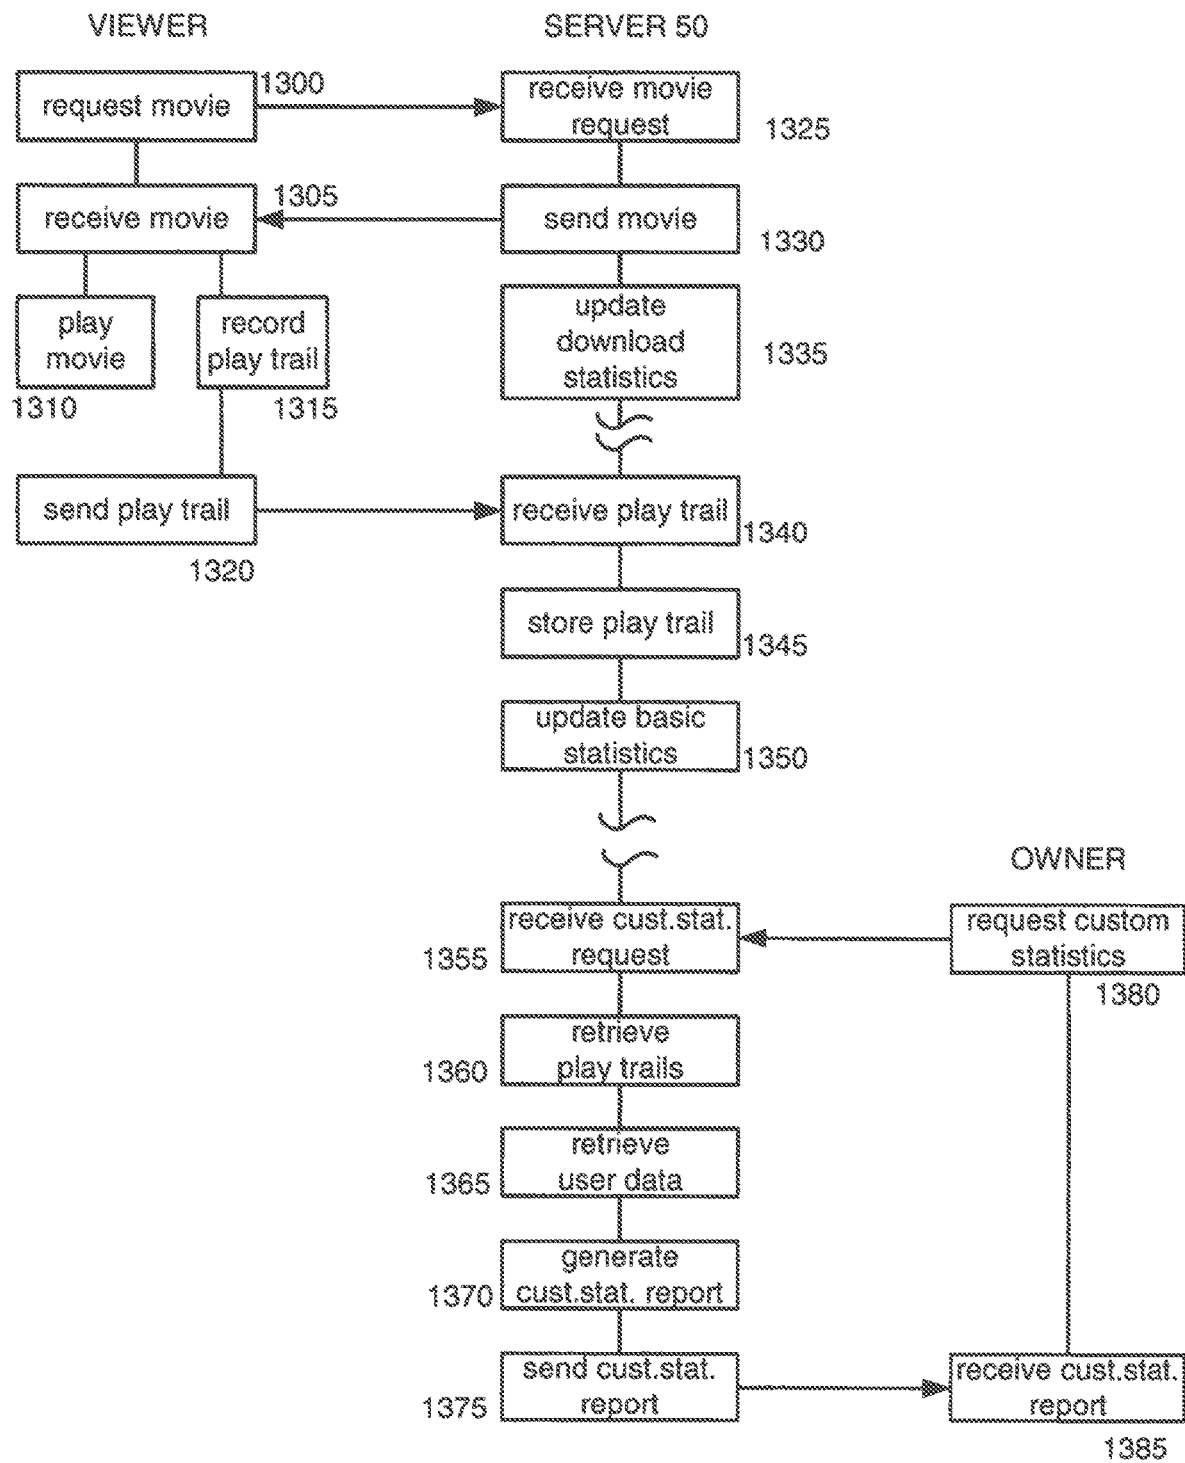 VIEWER
SERVER 50
request movie
1300
receive movie
request
1325
receive movie
1305
send movie
1330
play
movie
1310
record
play trail
1315
update
download
statistics
1335
send play trail
1320
receive play trail
1340
store play trail
1345
update basic
statistics
1350
OWNER
receive cust.stat.
request
1355
request custom
statistics
1380
retrieve
play trails
1360
retrieve
user data
1365
generate
cust.stat. report
1370
send cust.stat.
report
1375
receive cust.stat.
report
1385